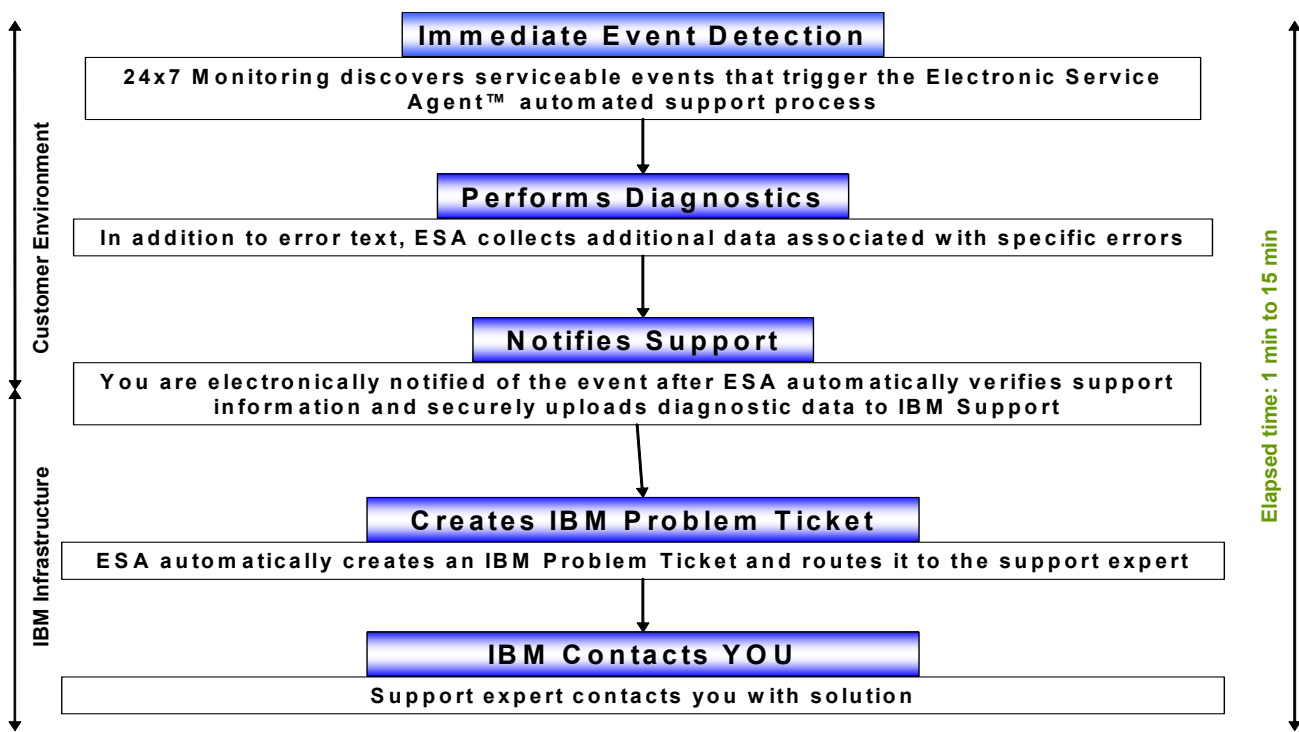 Immediate Event Detection
24x7 Monitoring discovers serviceable events that trigger the Electronic Service
Agent™ automated support process
Performs Diagnostics
In addition to error text, ESA collects additional data associated with specific errors
Notifies Support
You are electronically notified of the event after ESA automatically verifies support
information and securely uploads diagnostic data to IBM Support
Creates IBM Problem Ticket
ESA automatically creates an IBM Problem Ticket and routes it to the support expert
IBM Contacts YOU
Support expert contacts you with solution
Customer Environment
IBM Infrastructure
Elapsed time: 1 min to 15 min